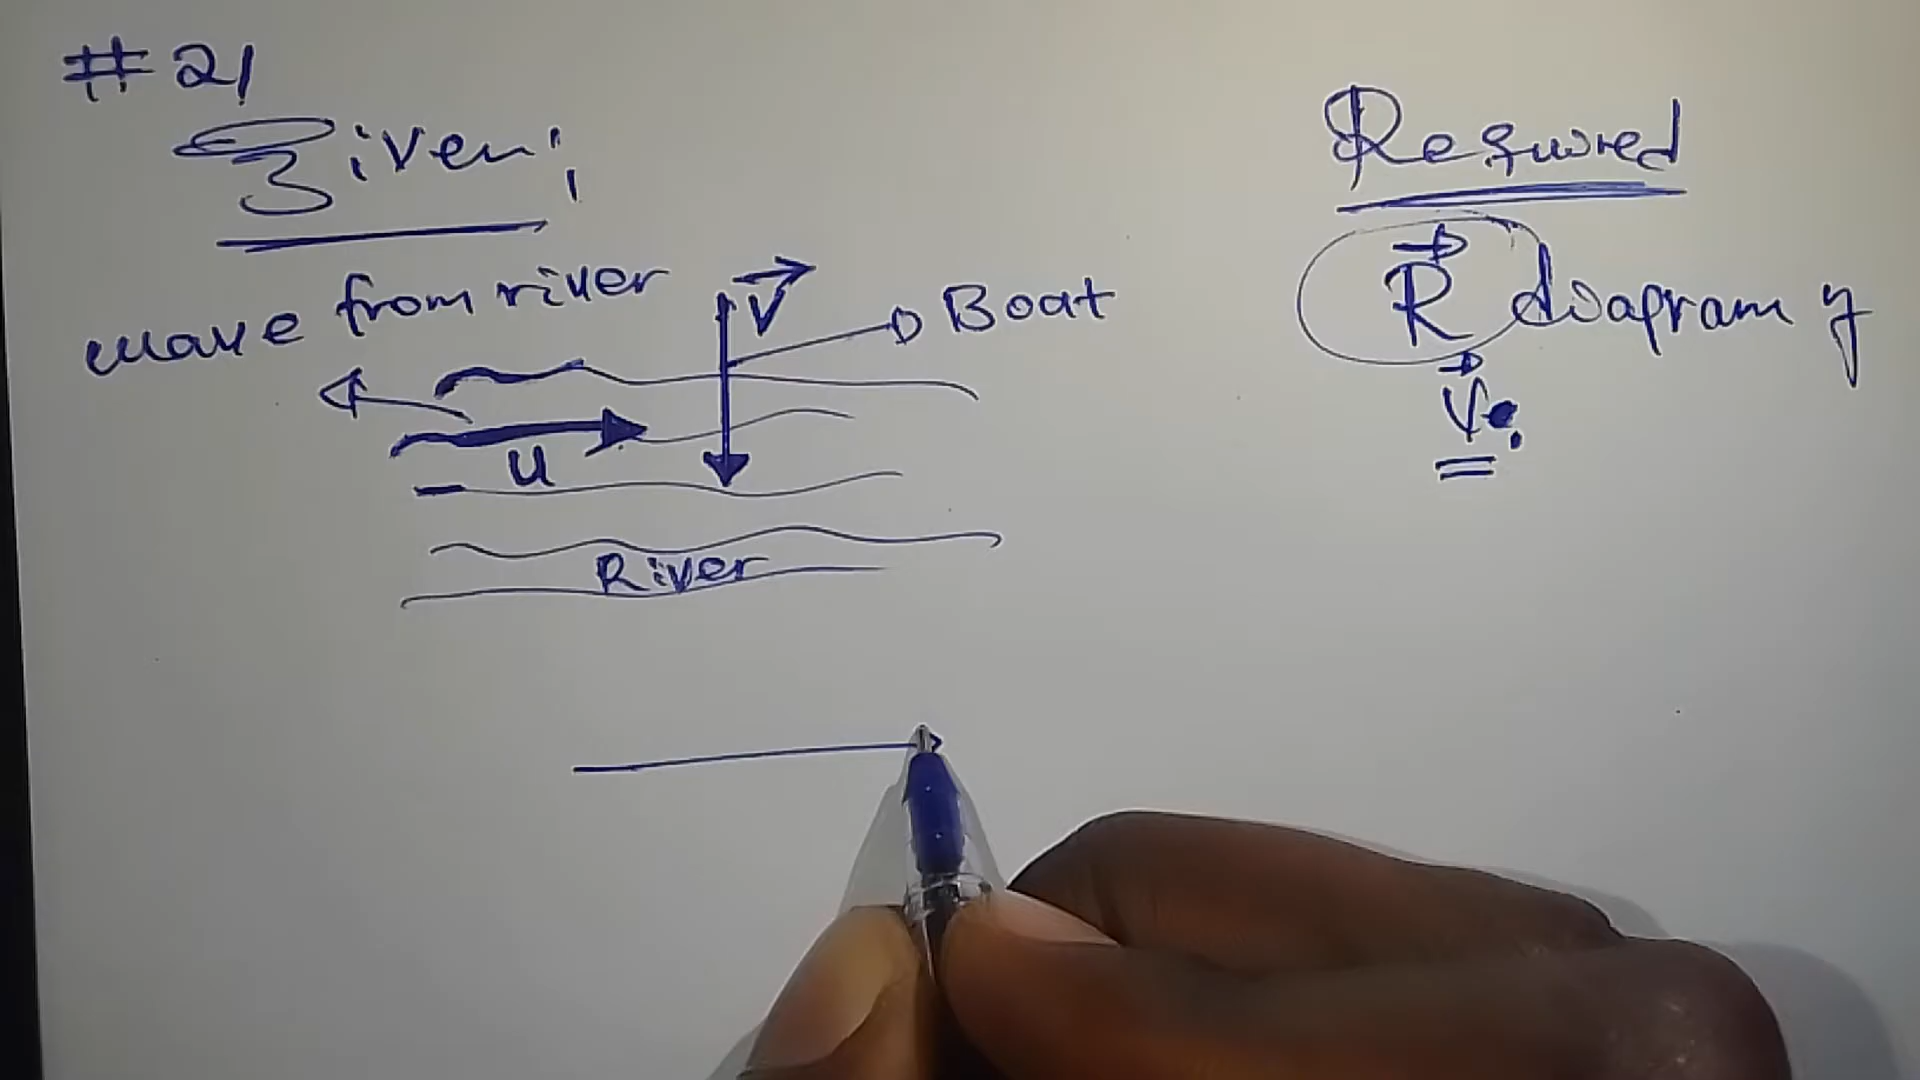 #21
Given;
Required
wave from river
V
Boat
R diagram of
Ve.
u
River